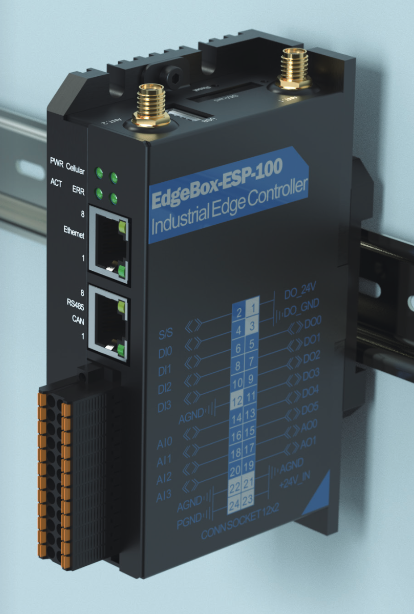 PWR Cellular
ACT ERR
8
Ethernet
1
8
RS485
CAN
1
EdgeBox-ESP-100
Industrial Edge Controller
2 1 DO_24V
S/S 4 3 DO_GND
DI0 6 5 DO0
DI1 8 7 DO1
DI2 10 9 DO2
DI3 12 11 DO3
AGND 14 13 DO4
AI0 16 15 DO5
AI1 18 17 AO0
AI2 20 19 AO1
AI3 22 21 AGND
AGND 24 23 +24V_IN
PGND
CONN SOCKET 12x2